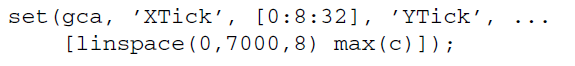 set(gca, ’XTick’, [0:8:32], ’YTick’, ...
[linspace(0,7000,8) max(c)]);